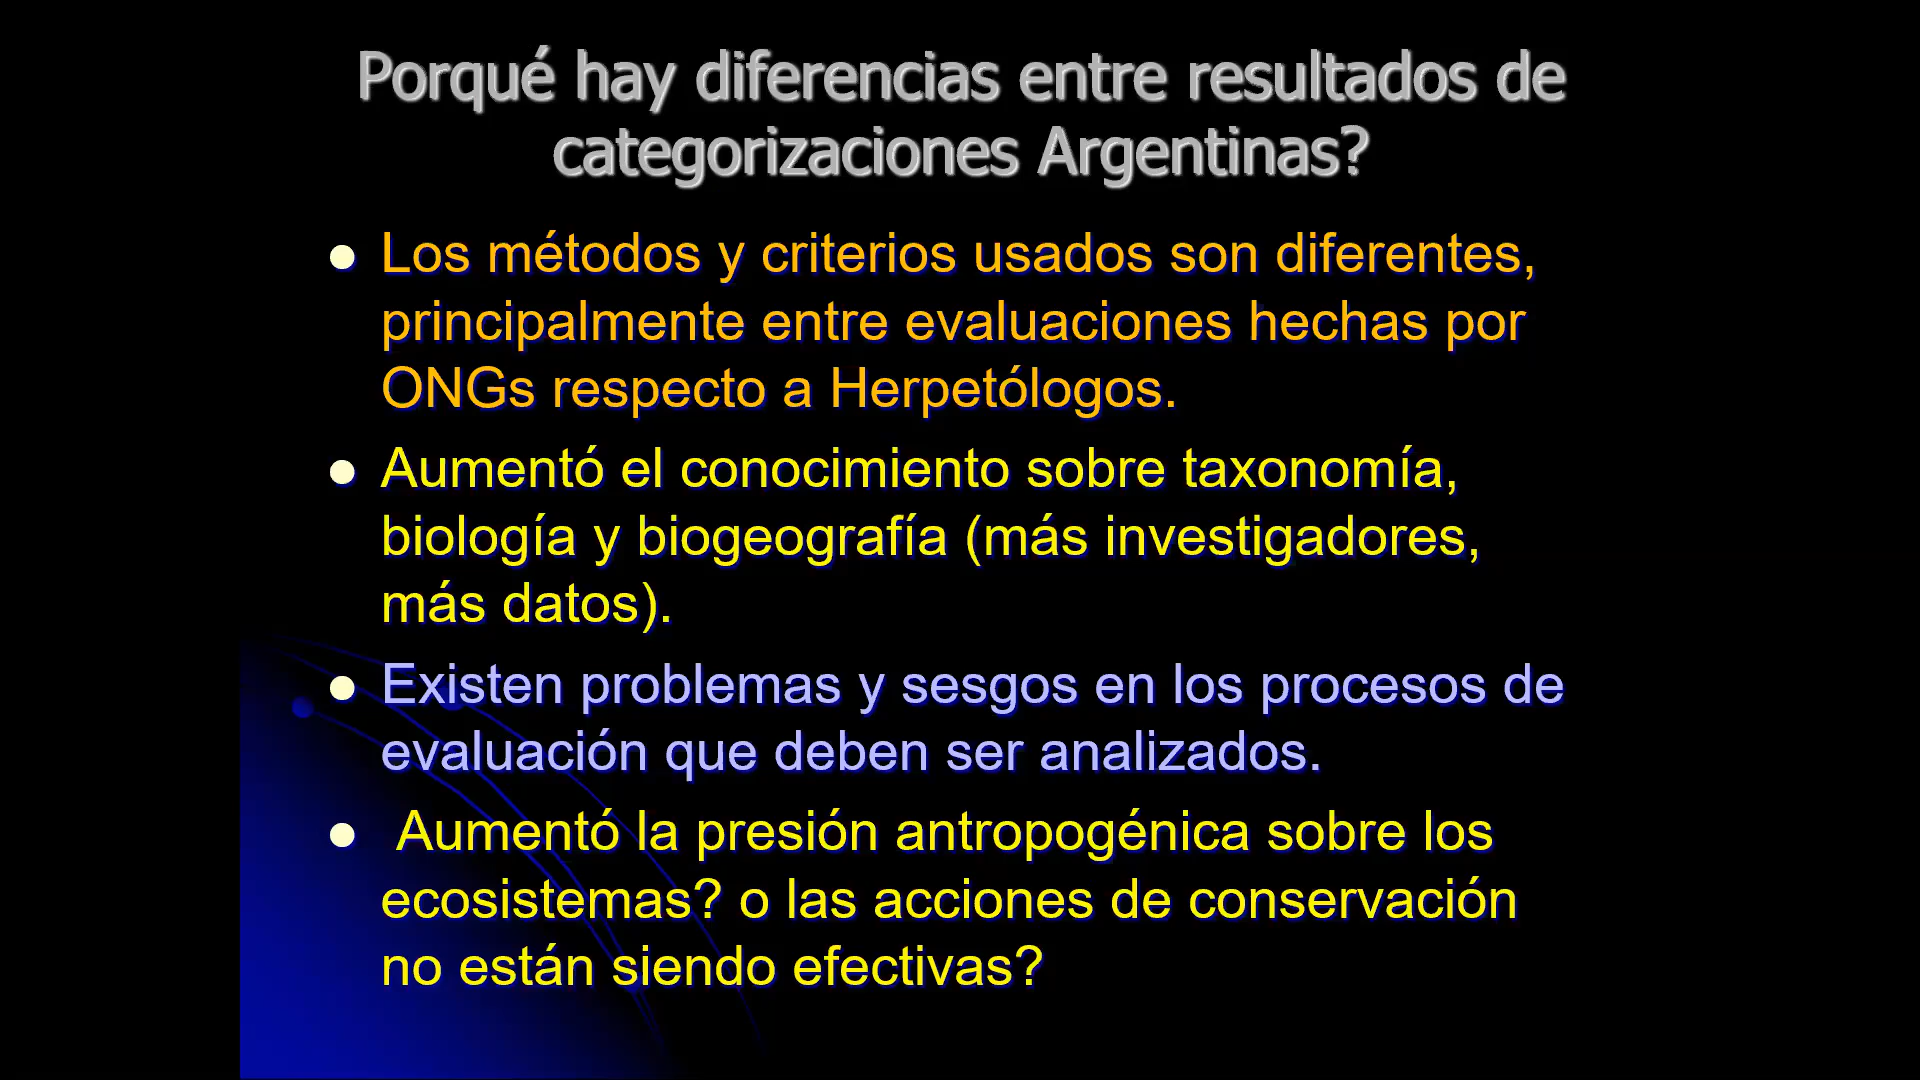 Porqué hay diferencias entre resultados de
categorizaciones Argentinas?
Los métodos y criterios usados son diferentes,
principalmente entre evaluaciones hechas por
ONGs respecto a Herpetólogos.
Aumentó el conocimiento sobre taxonomía,
biología y biogeografía (más investigadores,
más datos).
Existen problemas y sesgos en los procesos de
evaluación que deben ser analizados.
Aumentó la presión antropogénica sobre los
ecosistemas? o las acciones de conservación
no están siendo efectivas?